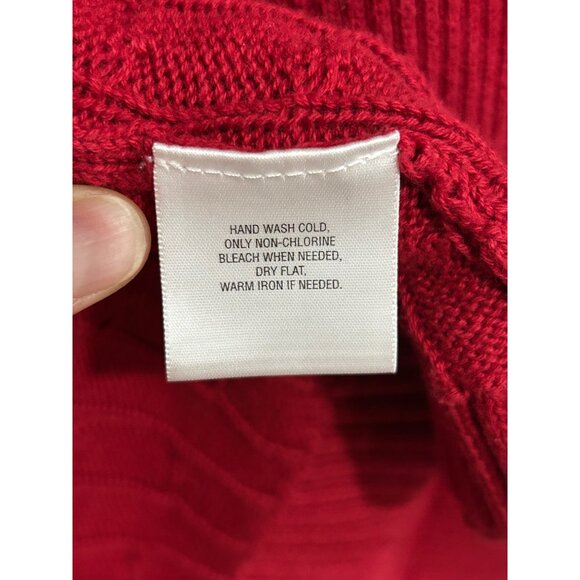 HAND WASH COLD,
ONLY NON-CHLORINE
BLEACH WHEN NEEDED,
DRY FLAT,
WARM IRON IF NEEDED.